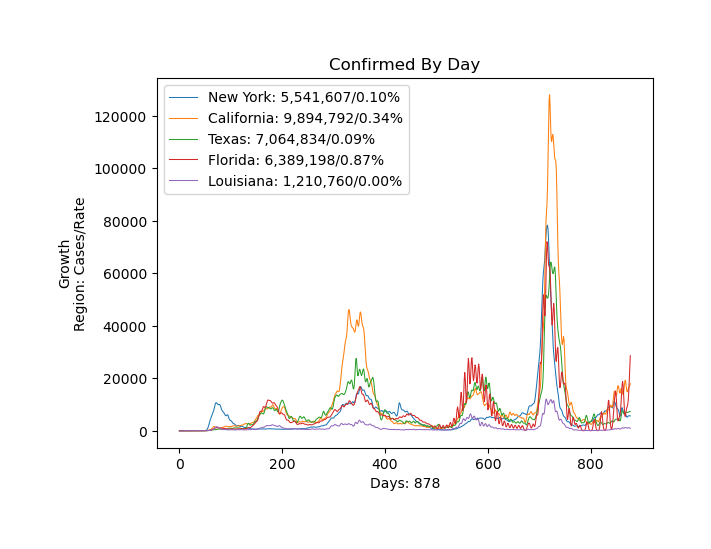 Confirmed By Day
New York: 5,541,607/0.10%
California: 9,894,792/0.34%
Texas: 7,064,834/0.09%
Florida: 6,389,198/0.87%
Louisiana: 1,210,760/0.00%
120000
100000
80000
60000
40000
20000
0
Growth
Region: Cases/Rate
0 200 400 600 800
Days: 878